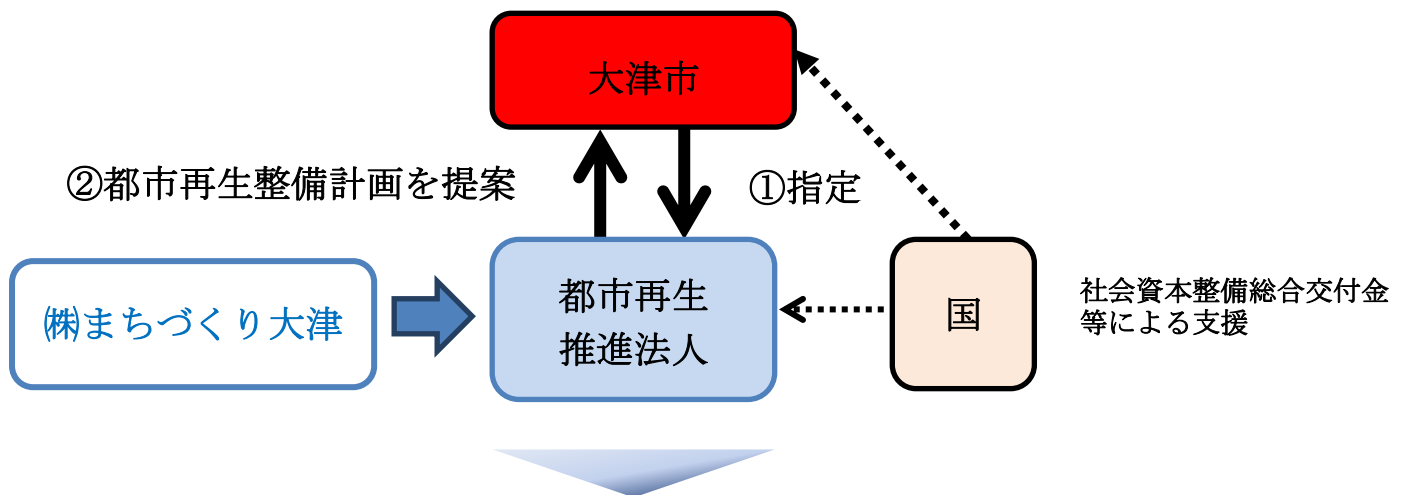 大津市
②都市再生整備計画を提案
①指定
㈱まちづくり大津
都市再生
推進法人
国
社会資本整備総合交付金
等による支援